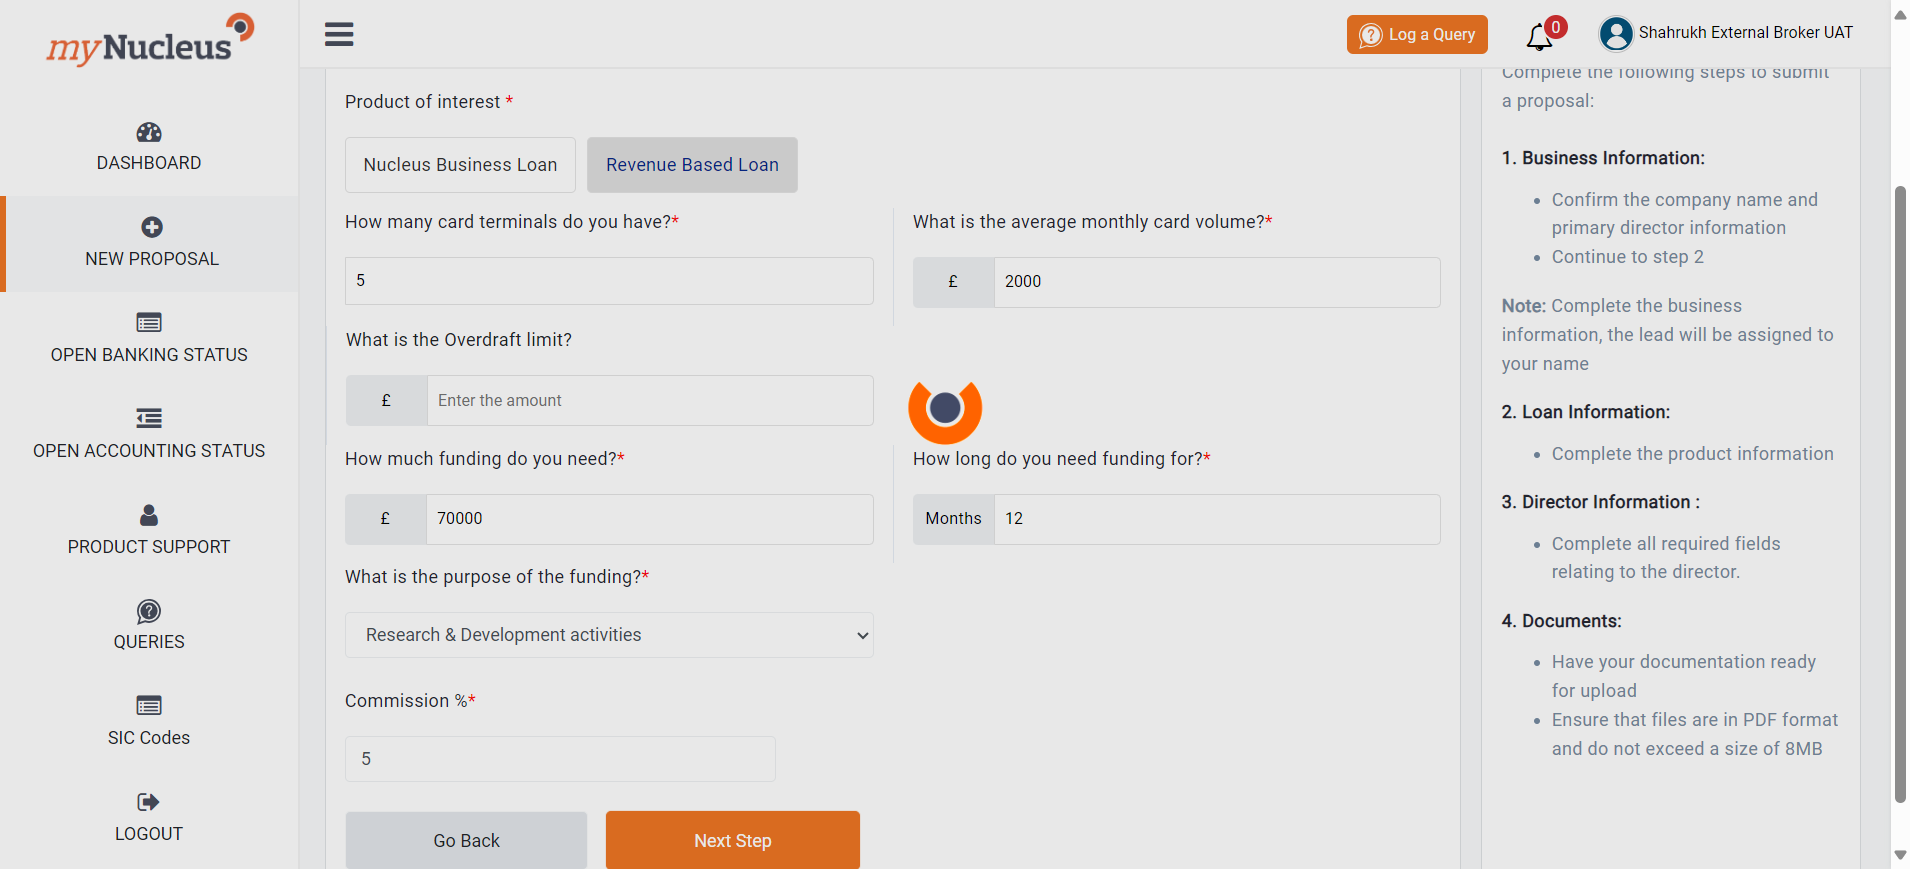 myNucleus
DASHBOARD
NEW PROPOSAL
OPEN BANKING STATUS
OPEN ACCOUNTING STATUS
PRODUCT SUPPORT
QUERIES
SIC Codes
LOGOUT
Log a Query
0
Shahrukh External Broker UAT
Product of interest *
Nucleus Business Loan
Revenue Based Loan
How many card terminals do you have?*
5
What is the average monthly card volume?*
£ 2000
What is the Overdraft limit?
£ Enter the amount
How much funding do you need?*
£ 70000
How long do you need funding for?*
Months 12
What is the purpose of the funding?*
Research & Development activities
Commission %*
5
Go Back
Next Step
Complete the following steps to submit
a proposal:
1. Business Information:
• Confirm the company name and
primary director information
• Continue to step 2
Note: Complete the business
information, the lead will be assigned to
your name
2. Loan Information:
• Complete the product information
3. Director Information :
• Complete all required fields
relating to the director.
4. Documents:
• Have your documentation ready
for upload
• Ensure that files are in PDF format
and do not exceed a size of 8MB